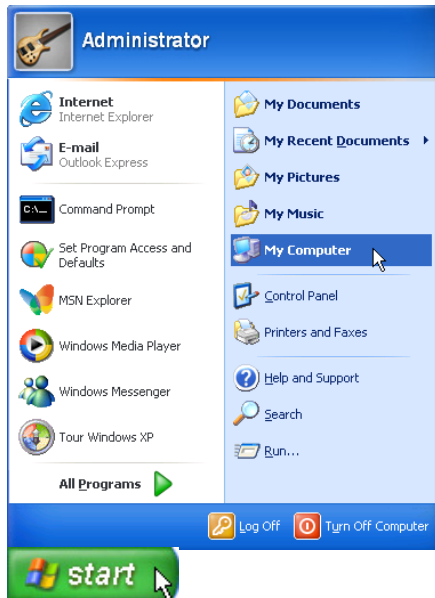 Administrator
Internet
Internet Explorer
E-mail
Outlook Express
C:\_
Command Prompt
Set Program Access and
Defaults
MSN Explorer
Windows Media Player
Windows Messenger
Tour Windows XP
All Programs
My Documents
My Recent Documents
My Pictures
My Music
My Computer
Control Panel
Printers and Faxes
Help and Support
Search
Run...
Log Off
Turn Off Computer
start